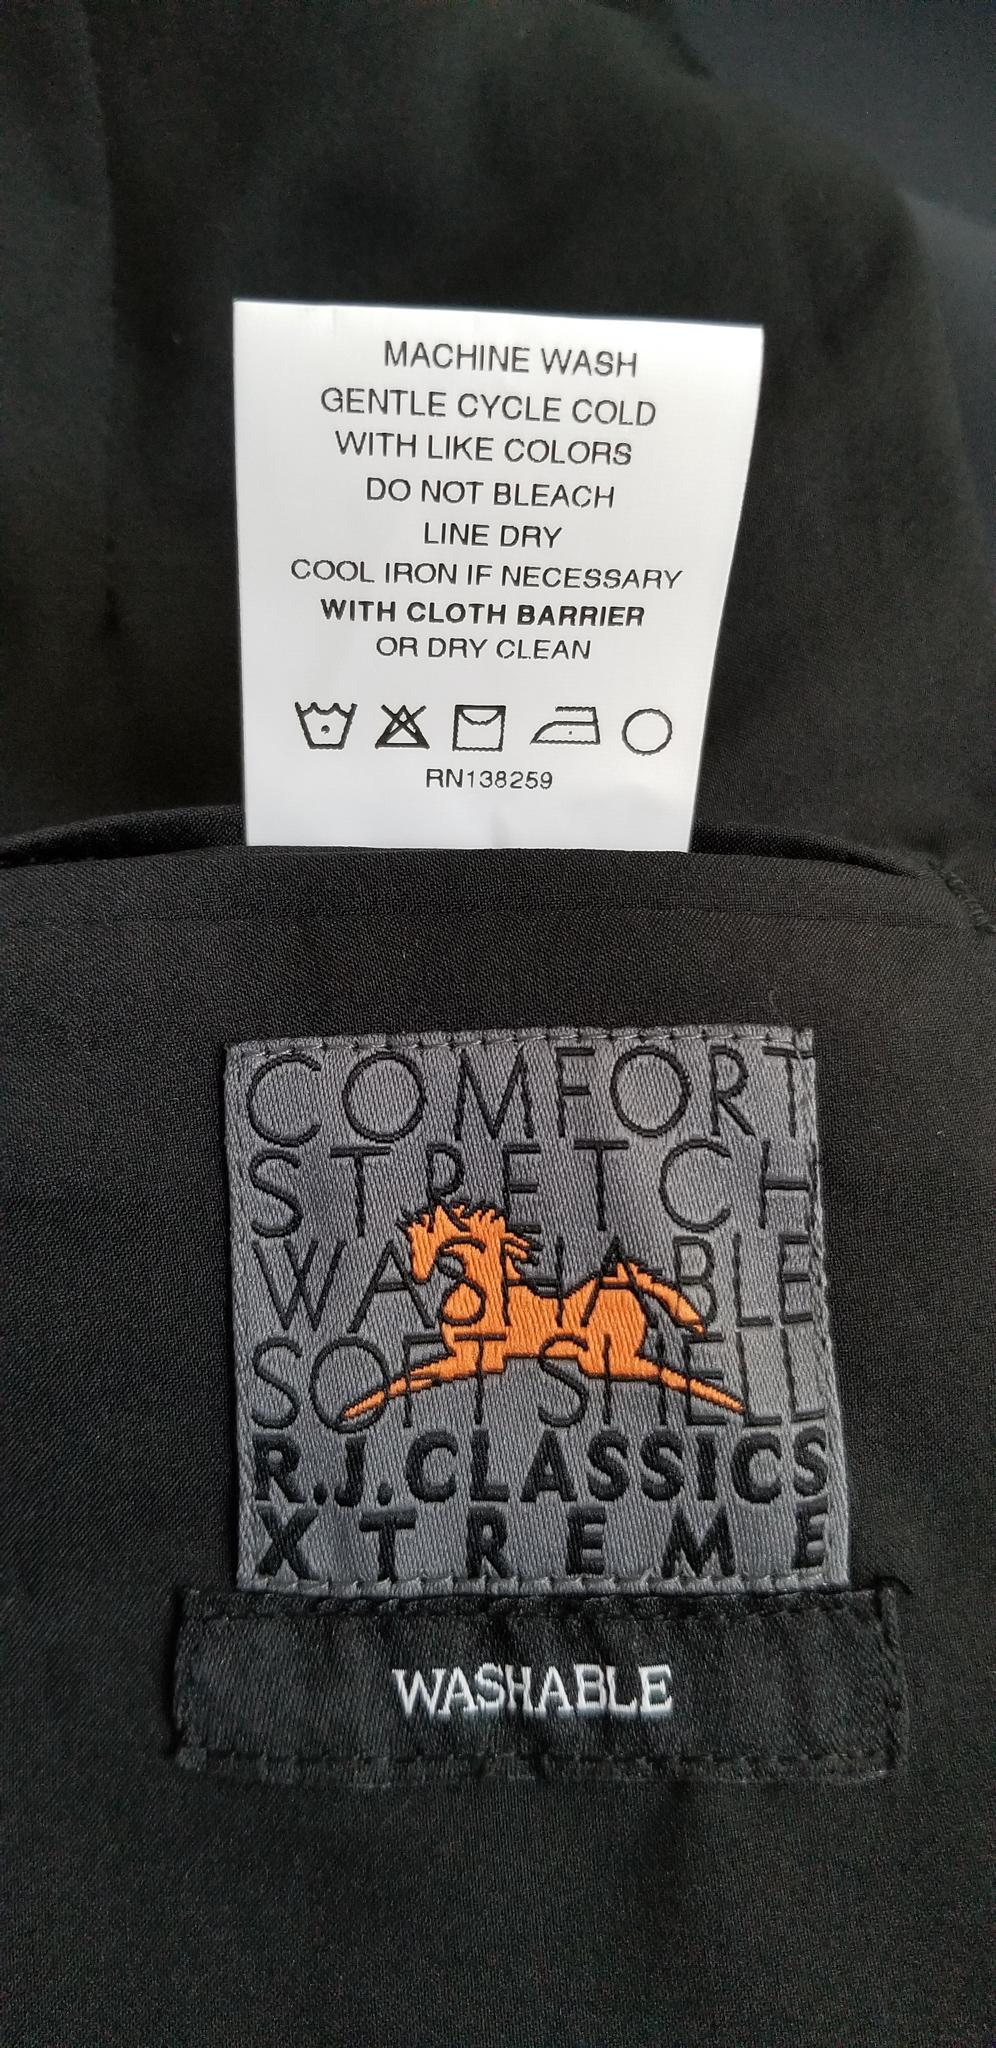 MACHINE WASH
GENTLE CYCLE COLD
WITH LIKE COLORS
DO NOT BLEACH
LINE DRY
COOL IRON IF NECESSARY
WITH CLOTH BARRIER
OR DRY CLEAN
RN138259
COMFORT
STRETCH
WASHABLE
SOFT SHELL
R.J.CLASSICS
XTREME
WASHABLE